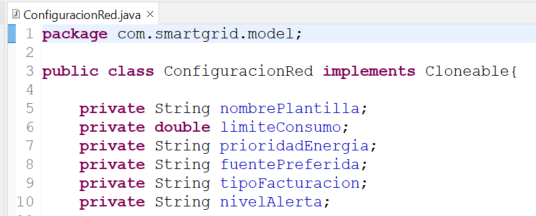 ConfiguracionRed.java ×
1 package com.smartgrid.model;
2
3 public class ConfiguracionRed implements Cloneable{
4
5 private String nombrePlantilla;
6 private double limiteConsumo;
7 private String prioridadEnergia;
8 private String fuentePreferida;
9 private String tipoFacturacion;
10 private String nivelAlerta;